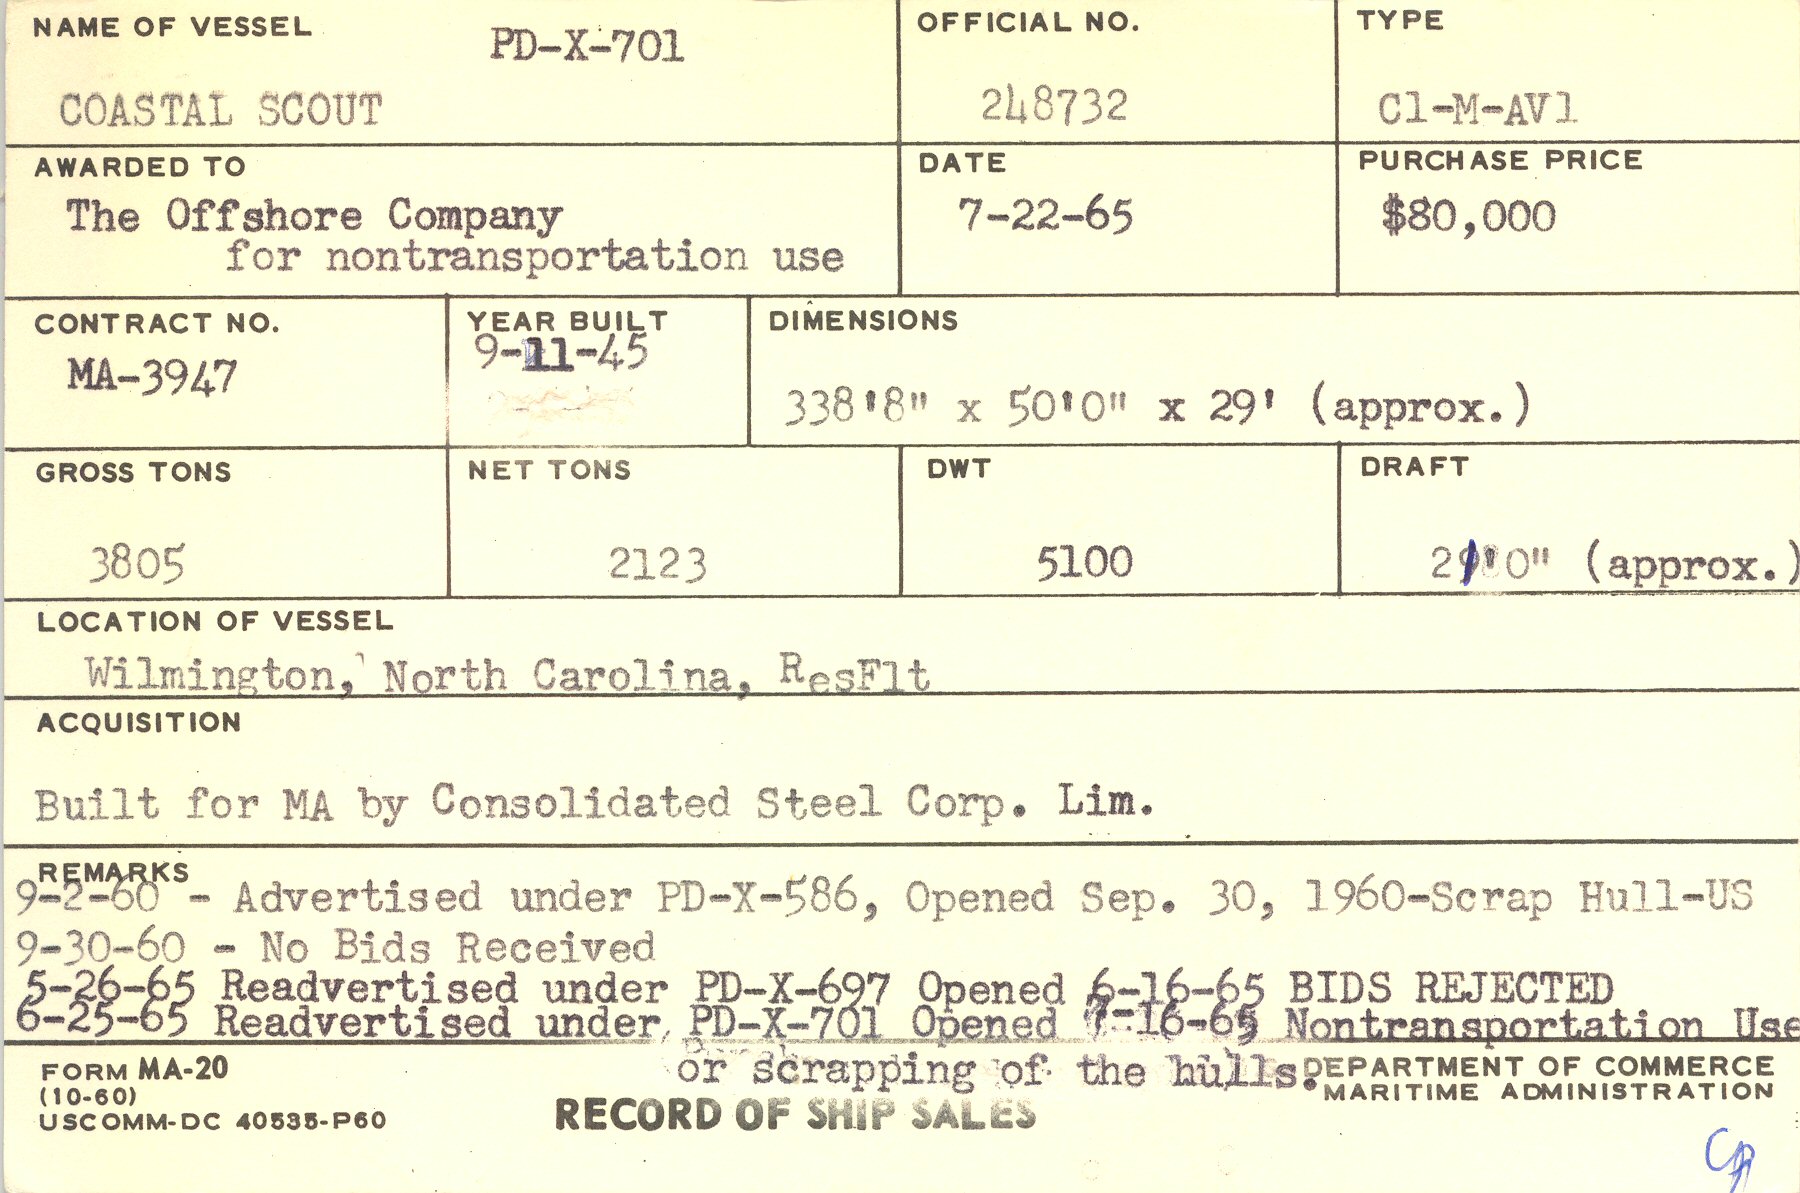 NAME OF VESSEL
PD-X-701
COASTAL SCOUT
OFFICIAL NO.
248732
TYPE
C1-M-AV1
AWARDED TO
The Offshore Company
for nontransportation use
DATE
7-22-65
PURCHASE PRICE
$80,000
CONTRACT NO.
MA-3947
YEAR BUILT
9-11-45
DIMENSIONS
338'8" x 50'0" x 29' (approx.)
GROSS TONS
3805
NET TONS
2123
DWT
5100
DRAFT
21'0" (approx.)
LOCATION OF VESSEL
Wilmington, North Carolina, ResFlt
ACQUISITION
Built for MA by Consolidated Steel Corp. Lim.
REMARKS
9-2-60 - Advertised under PD-X-586, Opened Sep. 30, 1960-Scrap Hull-US
9-30-60 - No Bids Received
5-26-65 Readvertised under PD-X-697 Opened 6-16-65 BIDS REJECTED
6-25-65 Readvertised under PD-X-701 Opened 7-16-65 Nontransportation Use
or scrapping of the hulls.
FORM MA-20
(10-60)
USCOMM-DC 40535-P60
RECORD OF SHIP SALES
DEPARTMENT OF COMMERCE
MARITIME ADMINISTRATION